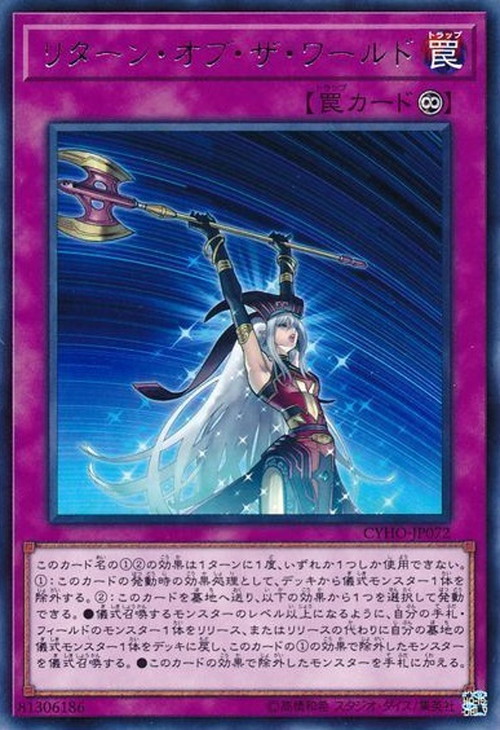 リターン・オブ・ザ・ワールド 罠
トラップ
【罠カード】
トラップ
CYHO-JP072
このカード名の①②の効果は1ターンに1度、いずれか1つしか使用できない。
①:このカードの発動時の効果処理として、デッキから儀式モンスター1体を
除外する。②:このカードを墓地へ送り、以下の効果から1つを選択して発動
できる。●儀式召喚するモンスターのレベル以上になるように、自分の手札・
フィールドのモンスター1体をリリース、またはリリースの代わりに自分の墓地の
儀式モンスター1体をデッキに戻し、このカードの①の効果で除外したモンスター
を儀式召喚する。●このカードの効果で除外したモンスターを手札に加える。
81306186
©高橋和希 スタジオ・ダイス/集英社